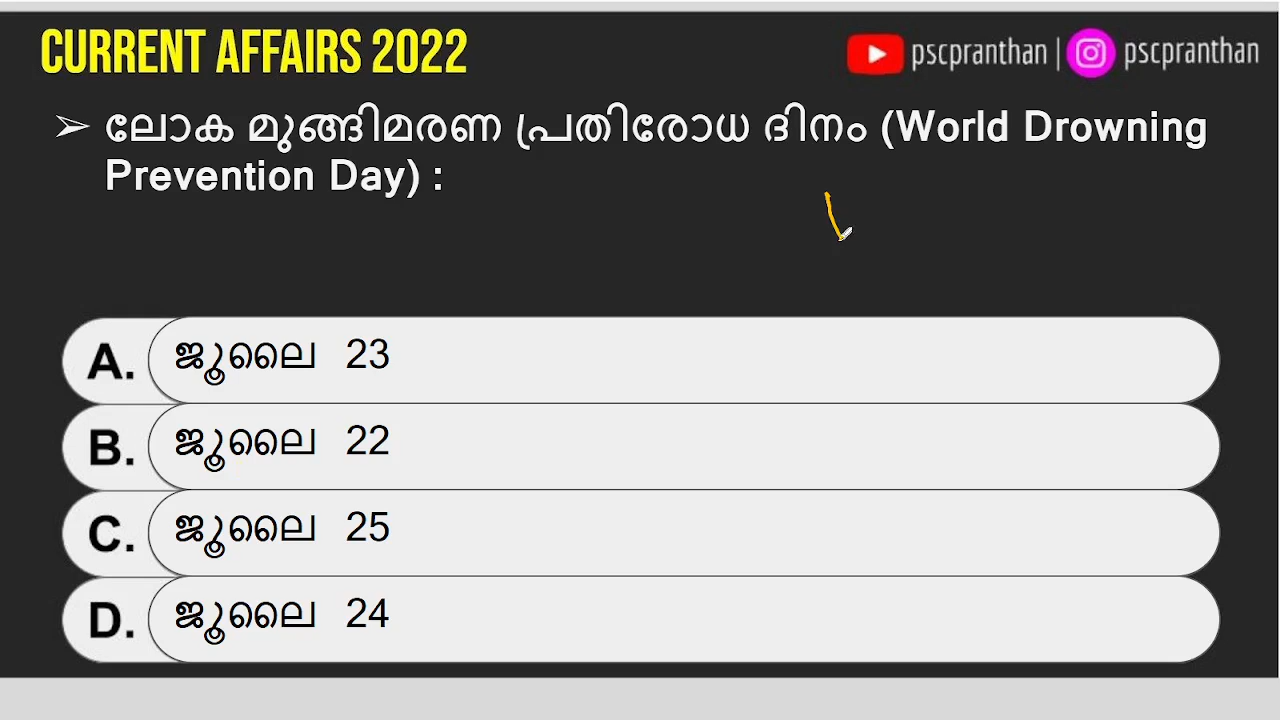 CURRENT AFFAIRS 2022
pscpranthan | pscpranthan
➢ ലോക മുങ്ങിമരണ പ്രതിരോധ ദിനം (World Drowning
Prevention Day) :
A. ജൂലൈ 23
B. ജൂലൈ 22
C. ജൂലൈ 25
D. ജൂലൈ 24